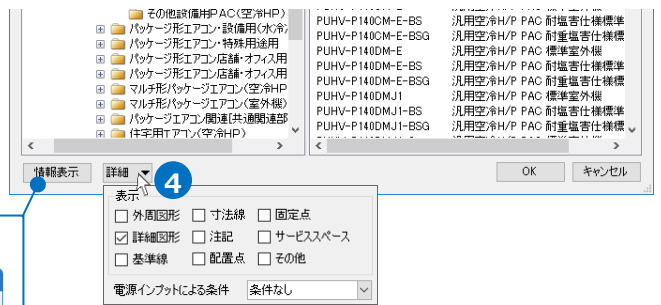 その他設備用PAC(空冷HP)
パッケージ形エアコン・設備用(水冷)
パッケージ形エアコン・特殊用途用
パッケージ形エアコン店舗・オフィス用
パッケージ形エアコン店舗・オフィス用
マルチ形パッケージエアコン(空冷HP
マルチ形パッケージエアコン(室外機)
パッケージエアコン関連[共通関連部
住宅用エアコン(空冷HP)
PUHV-P140CM-E-BS 汎用空冷H/P PAC 耐塩害仕様標準
PUHV-P140CM-E-BSG 汎用空冷H/P PAC 耐重塩害仕様標
PUHV-P140DM-E 汎用空冷H/P PAC 標準室外機
PUHV-P140DM-E-BS 汎用空冷H/P PAC 耐塩害仕様標準
PUHV-P140DM-E-BSG 汎用空冷H/P PAC 耐重塩害仕様標
PUHV-P140DMJ1 汎用空冷H/P PAC 標準室外機
PUHV-P140DMJ1-BS 汎用空冷H/P PAC 耐塩害仕様標準
PUHV-P140DMJ1-BSG 汎用空冷H/P PAC 耐重塩害仕様標
情報表示 詳細 OK キャンセル
4
表示
外周図形 寸法線 固定点
詳細図形 注記 サービススペース
基準線 配置点 その他
電源インプットによる条件 条件なし